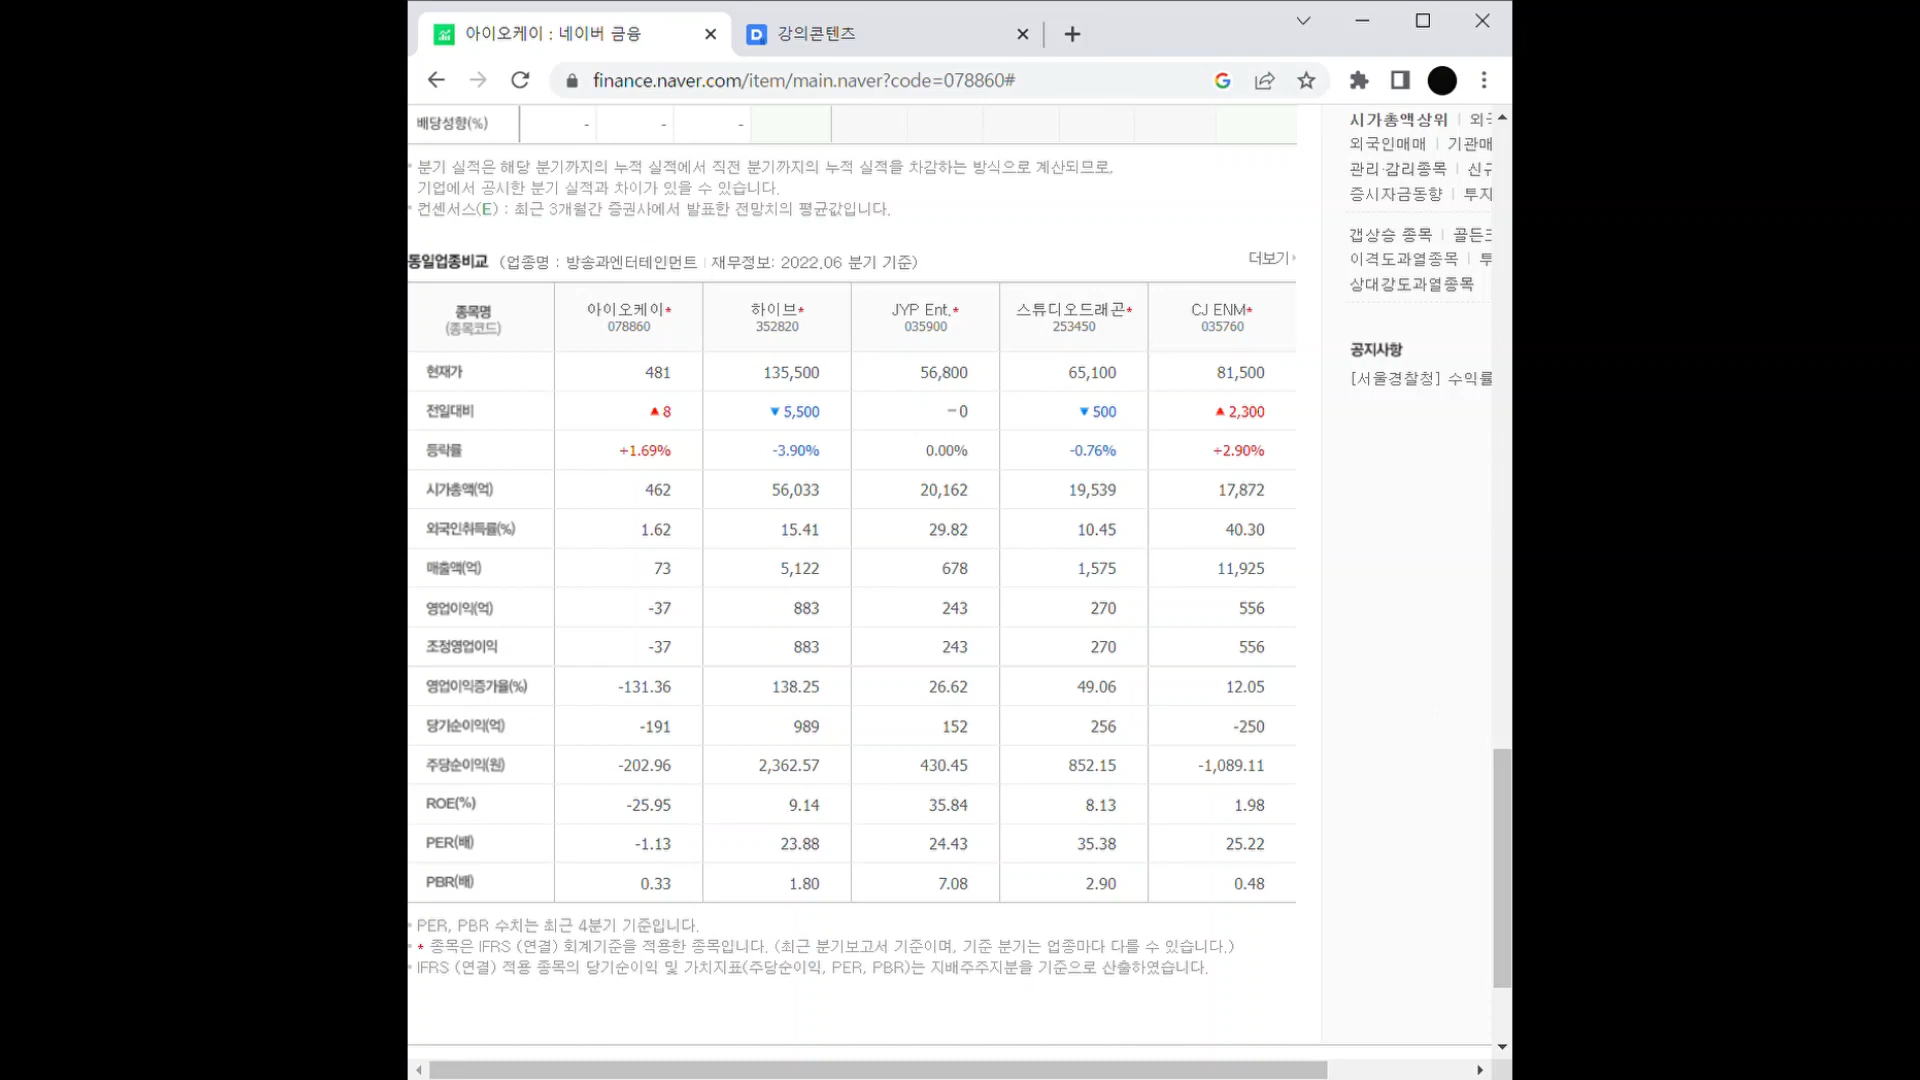 아이오케이 : 네이버 금융
강의콘텐츠
finance.naver.com/item/main.naver?code=078860#
배당성향(%) - - -
분기 실적은 해당 분기까지의 누적 실적에서 직전 분기까지의 누적 실적을 차감하는 방식으로 계산되므로,
기업에서 공시한 분기 실적과 차이가 있을 수 있습니다.
컨센서스(E) : 최근 3개월간 증권사에서 발표한 전망치의 평균값입니다.
동일업종비교 (업종명 : 방송과엔터테인먼트 | 재무정보: 2022.06 분기 기준)
더보기
종목명 아이오케이* 하이브* JYP Ent.* 스튜디오드래곤* CJ ENM*
(종목코드) 078860 352820 035900 253450 035760
현재가 481 135,500 56,800 65,100 81,500
전일대비 ▲8 ▼5,500 -0 ▼500 ▲2,300
등락률 +1.69% -3.90% 0.00% -0.76% +2.90%
시가총액(억) 462 56,033 20,162 19,539 17,872
외국인취득률(%) 1.62 15.41 29.82 10.45 40.30
매출액(억) 73 5,122 678 1,575 11,925
영업이익(억) -37 883 243 270 556
조정영업이익 -37 883 243 270 556
영업이익증가율(%) -131.36 138.25 26.62 49.06 12.05
당기순이익(억) -191 989 152 256 -250
주당순이익(원) -202.96 2,362.57 430.45 852.15 -1,089.11
ROE(%) -25.95 9.14 35.84 8.13 1.98
PER(배) -1.13 23.88 24.43 35.38 25.22
PBR(배) 0.33 1.80 7.08 2.90 0.48
PER, PBR 수치는 최근 4분기 기준입니다.
* 종목은 IFRS (연결) 회계기준을 적용한 종목입니다. (최근 분기보고서 기준이며, 기준 분기는 업종마다 다를 수 있습니다.)
IFRS (연결) 적용 종목의 당기순이익 및 가치지표(주당순이익, PER, PBR)는 지배주주지분을 기준으로 산출하였습니다.
시가총액상위 |
외국인매매 | 기관매
관리·감리종목 | 신규
증시자금동향 | 투자
갭상승 종목 |
이격도과열종목 | 투
상대강도과열종목
공지사항
[서울경찰청] 수익률